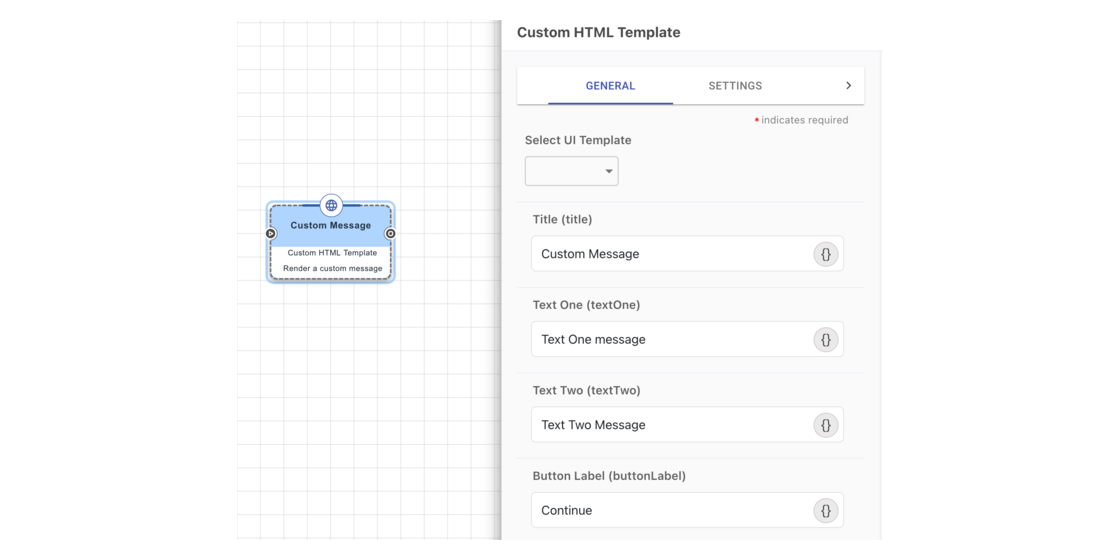 Custom HTML Template
GENERAL
SETTINGS
* indicates required
Select UI Template
Custom Message
Custom HTML Template
Render a custom message
Title (title)
Custom Message
{}
Text One (textOne)
Text One message
{}
Text Two (textTwo)
Text Two Message
{}
Button Label (buttonLabel)
Continue
{}